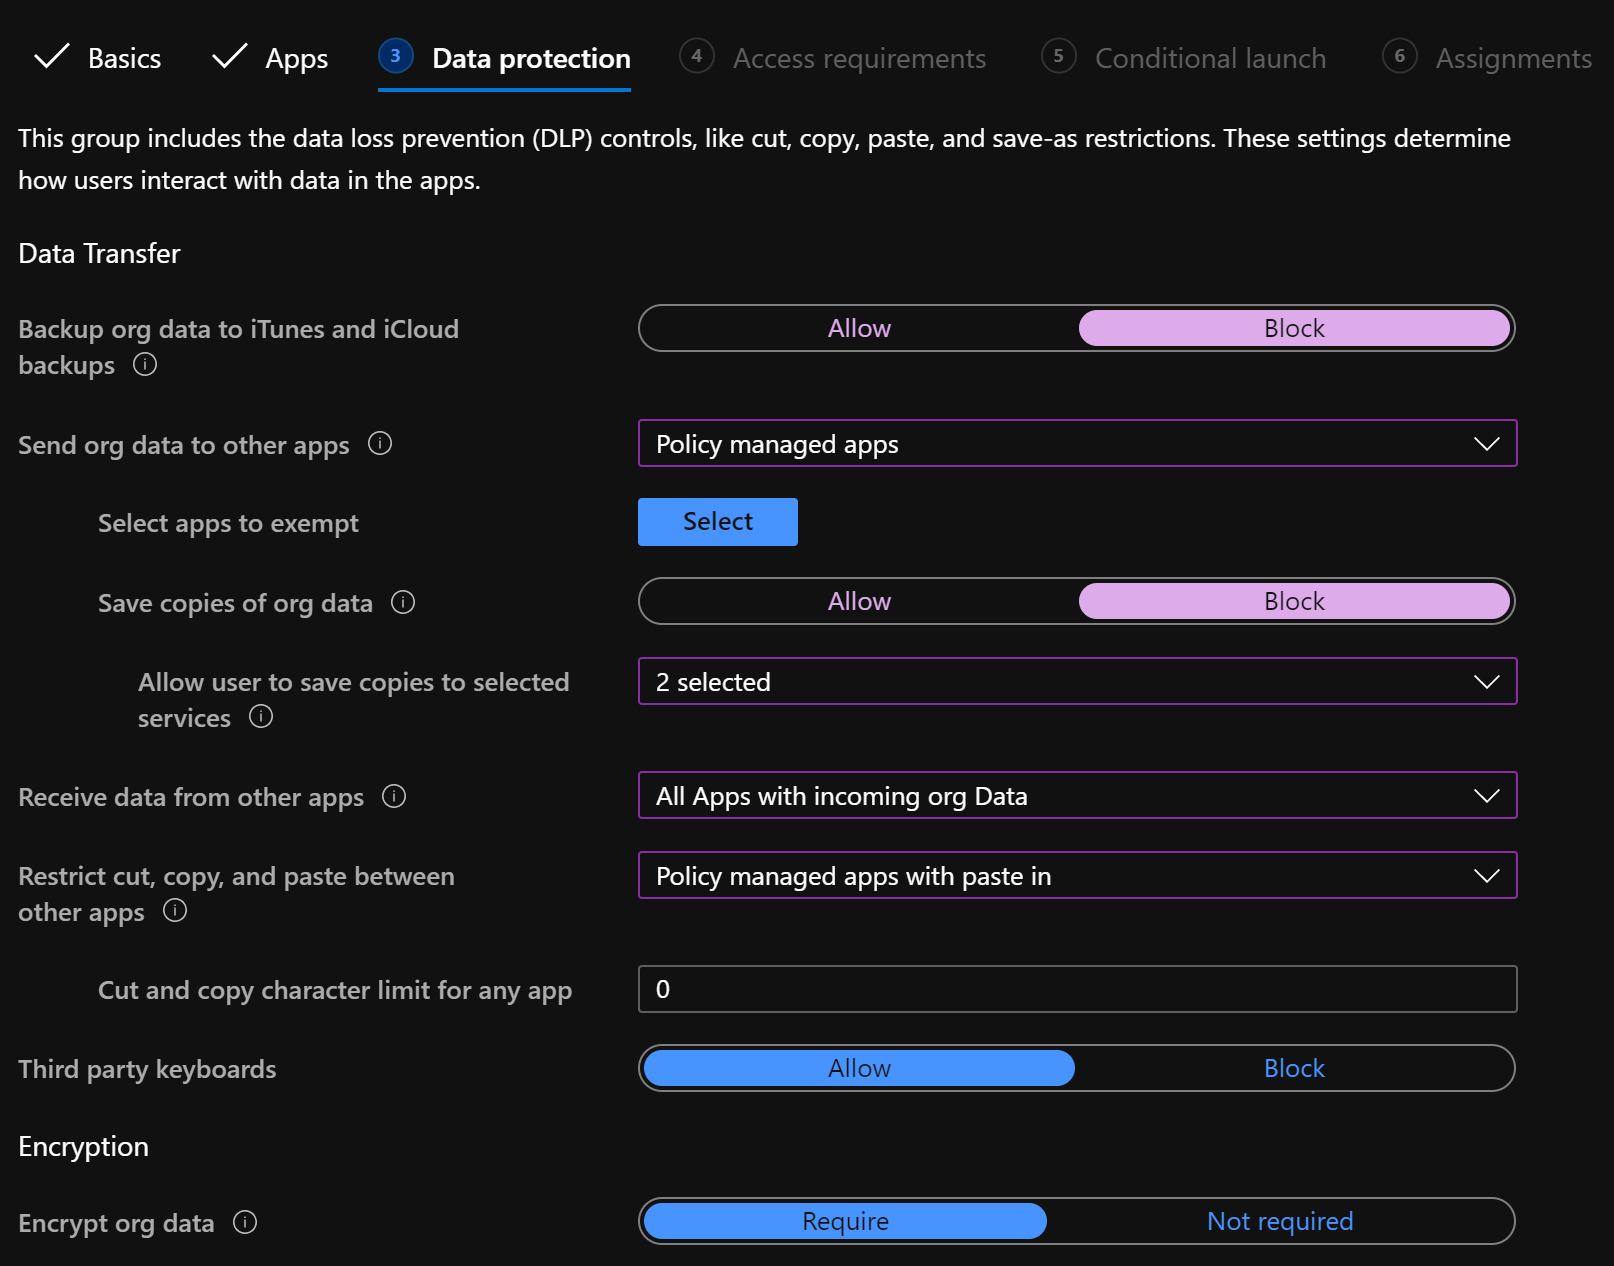 Basics Apps 3 Data protection 4 Access requirements 5 Conditional launch 6 Assignments
This group includes the data loss prevention (DLP) controls, like cut, copy, paste, and save-as restrictions. These settings determine
how users interact with data in the apps.
Data Transfer
Backup org data to iTunes and iCloud
backups
Allow Block
Send org data to other apps
Policy managed apps
Select apps to exempt
Select
Save copies of org data
Allow Block
Allow user to save copies to selected
services
2 selected
Receive data from other apps
All Apps with incoming org Data
Restrict cut, copy, and paste between
other apps
Policy managed apps with paste in
Cut and copy character limit for any app
0
Third party keyboards
Allow Block
Encryption
Encrypt org data
Require Not required